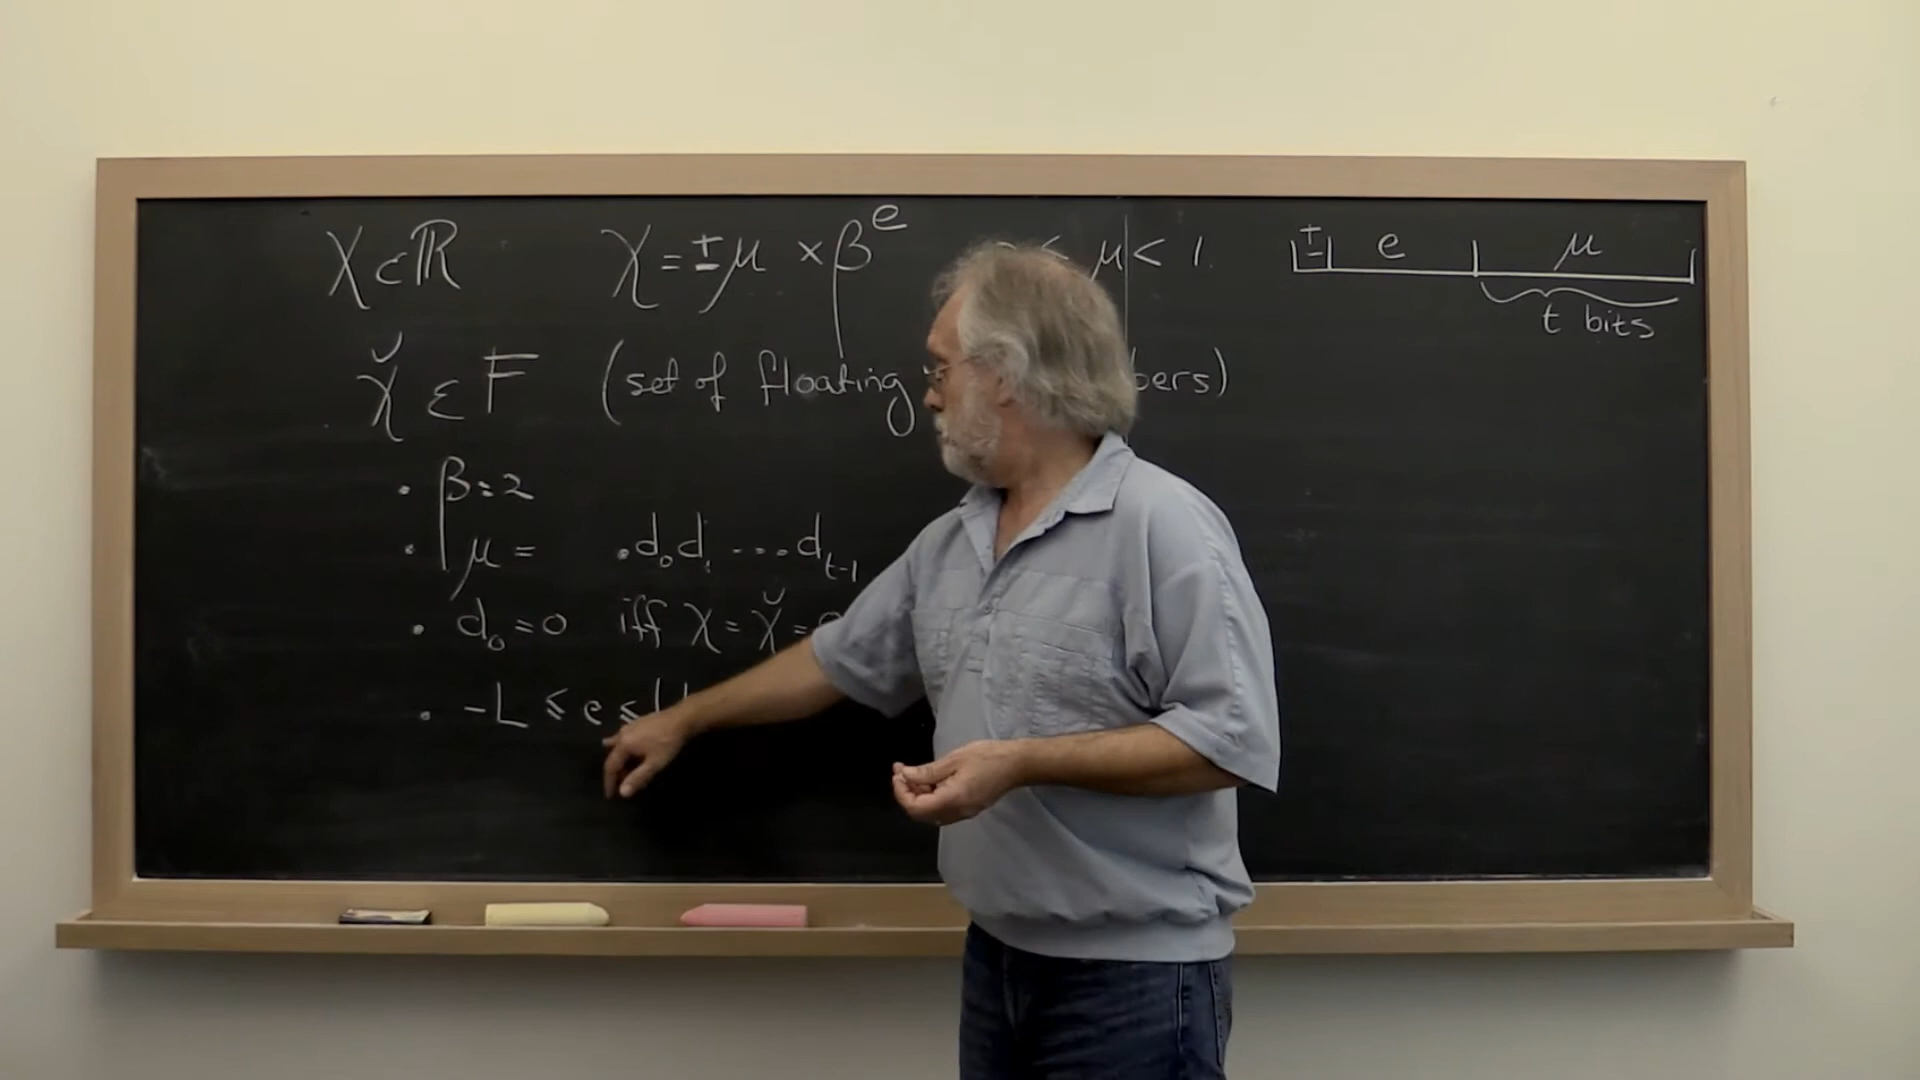 χ ∈ ℝ χ = ± μ × β^e μ < 1. ± e μ
t bits
χ̆ ∈ F (set of floating bers)
• β = 2
• μ = .d₀d₁...d_{t-1}
• d₀ = 0 iff χ = χ̆ =
• -L ≤ e ≤